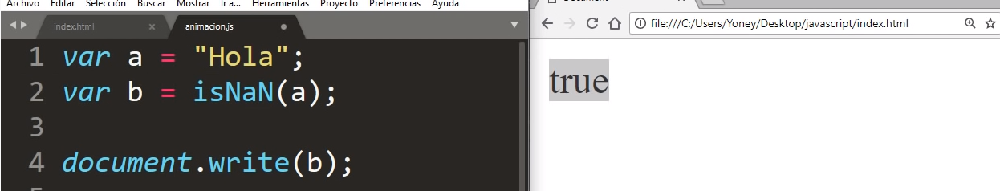 Archivo Editar Selección Buscar Mostrar Ir a... Herramientas Proyecto Preferencias Ayuda
index.html × animacion.js
1 var a = "Hola";
2 var b = isNaN(a);
3
4 document.write(b);
file:///C:/Users/Yoney/Desktop/javascript/index.html
true